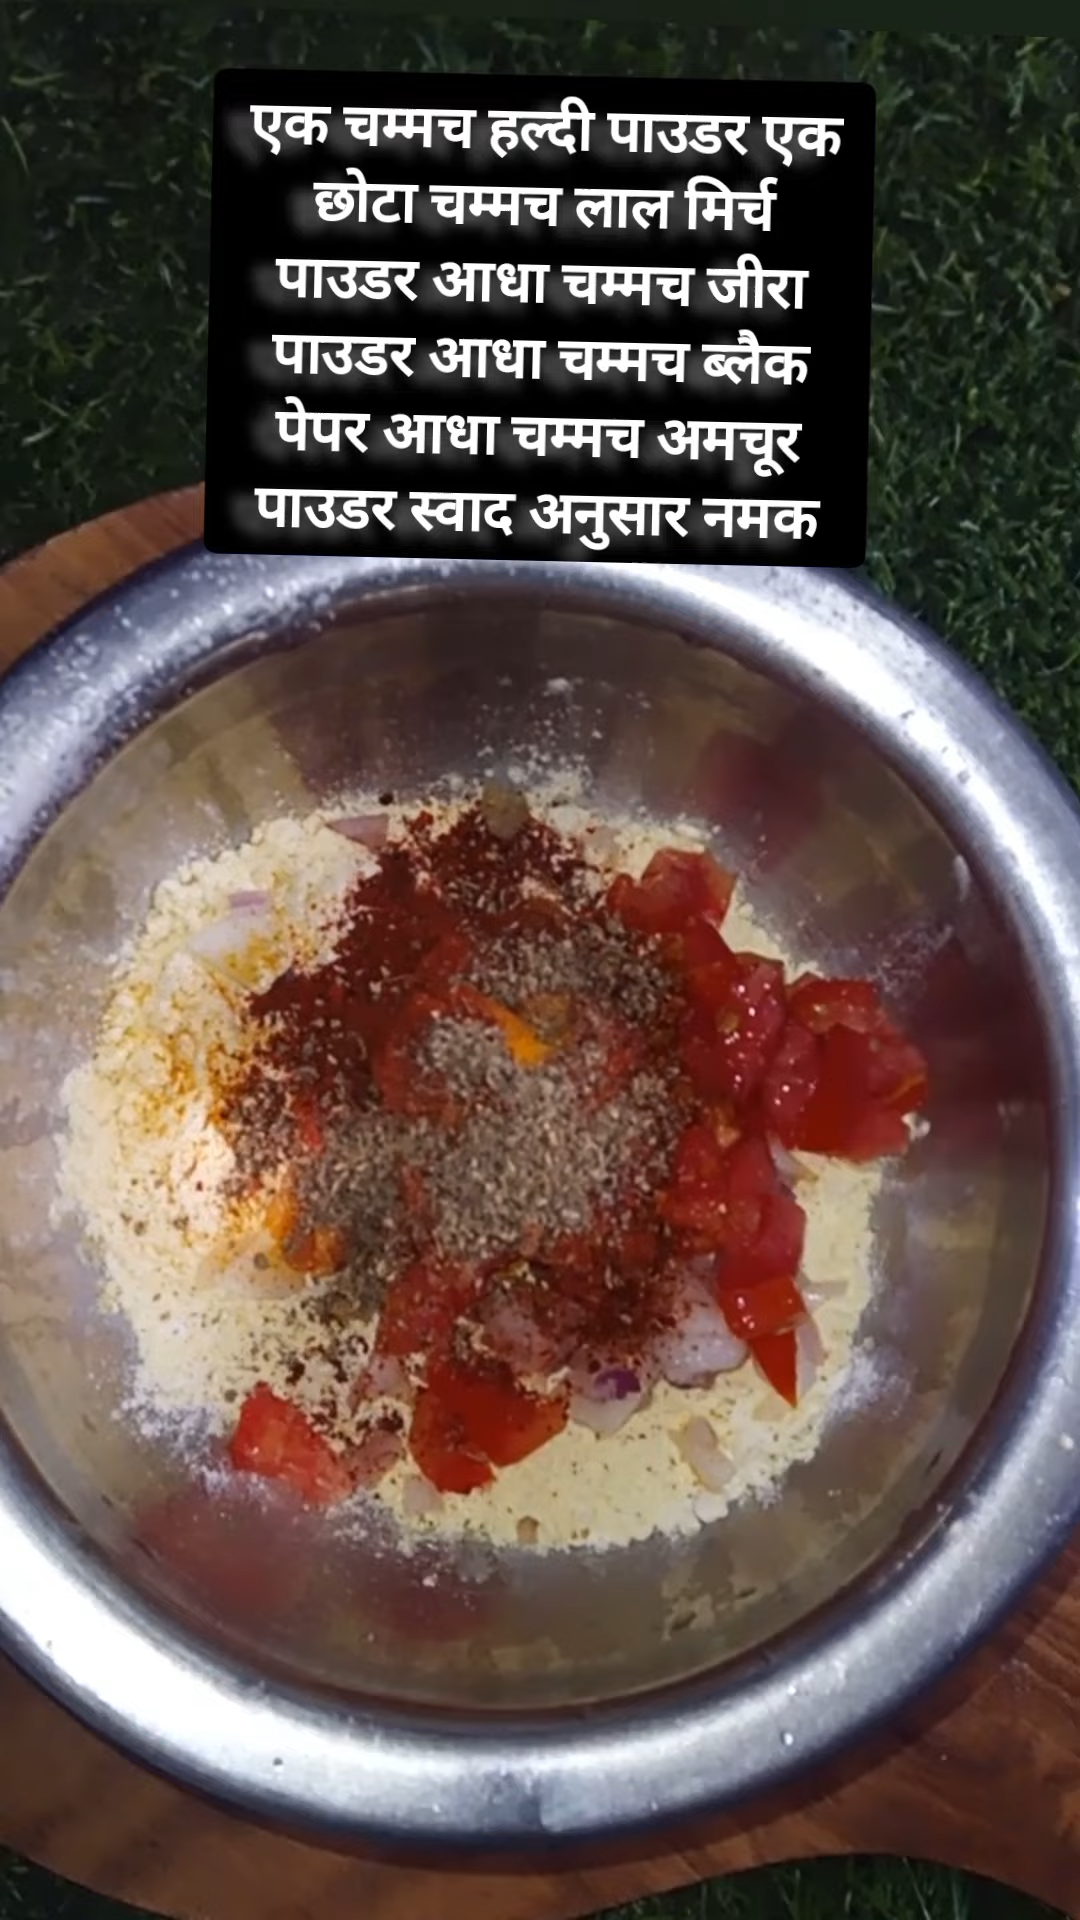 एक चम्मच हल्दी पाउडर एक
छोटा चम्मच लाल मिर्च
पाउडर आधा चम्मच जीरा
पाउडर आधा चम्मच ब्लैक
पेपर आधा चम्मच अमचूर
पाउडर स्वाद अनुसार नमक